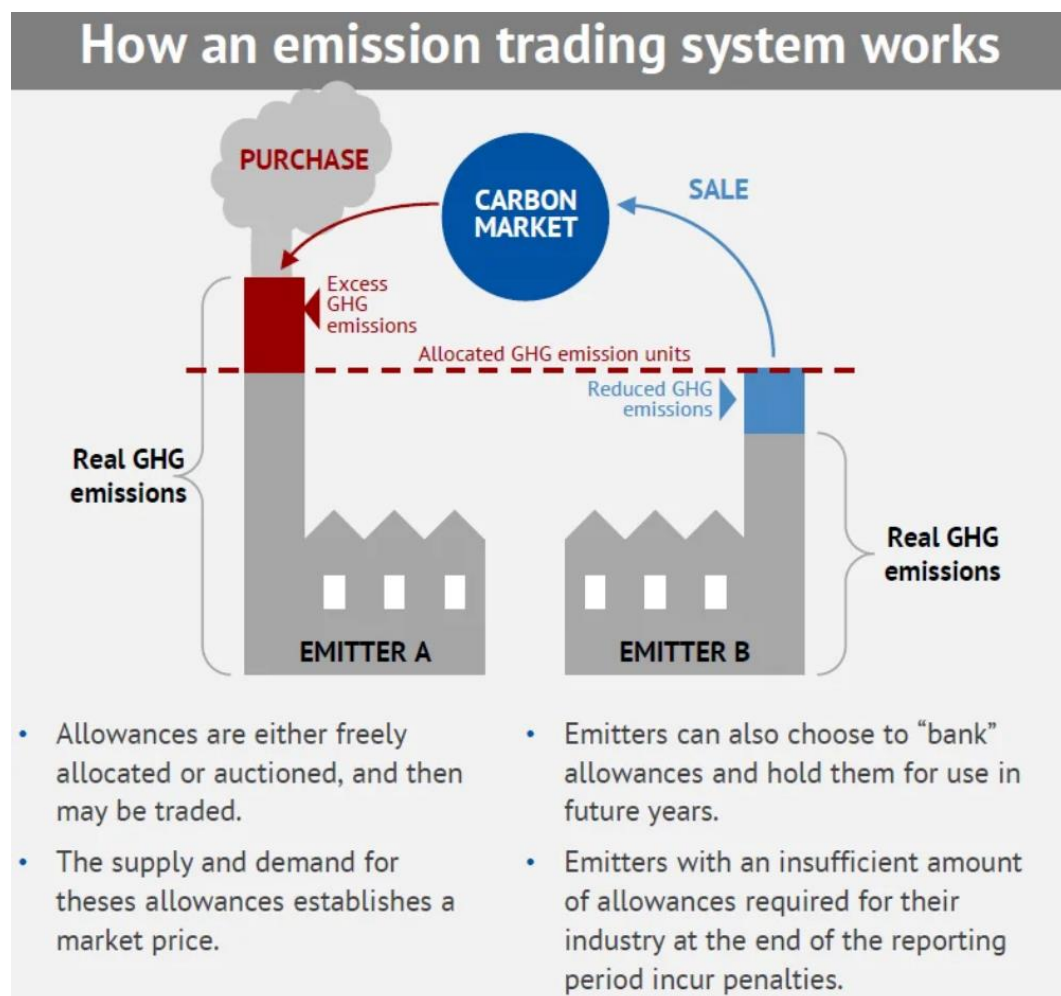 How an emission trading system works
PURCHASE
CARBON
MARKET
SALE
Excess
GHG
emissions
Allocated GHG emission units
Reduced GHG
emissions
Real GHG
emissions
Real GHG
emissions
EMITTER A
EMITTER B
• Allowances are either freely
allocated or auctioned, and then
may be traded.
• The supply and demand for
theses allowances establishes a
market price.
• Emitters can also choose to “bank”
allowances and hold them for use in
future years.
• Emitters with an insufficient amount
of allowances required for their
industry at the end of the reporting
period incur penalties.